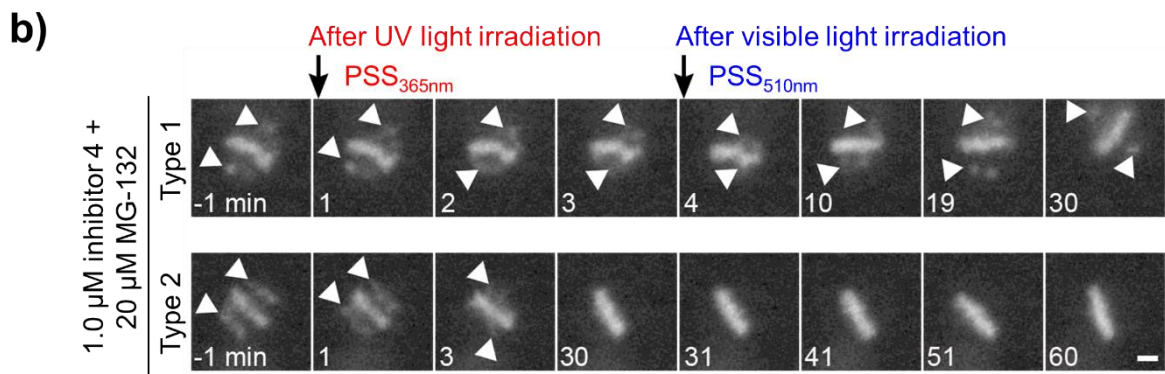 b)
After UV light irradiation
After visible light irradiation
PSS365nm
PSS510nm
1.0 µM inhibitor 4 +
20 µM MG-132
Type 1
-1 min
1
2
3
4
10
19
30
Type 2
-1 min
1
3
30
31
41
51
60